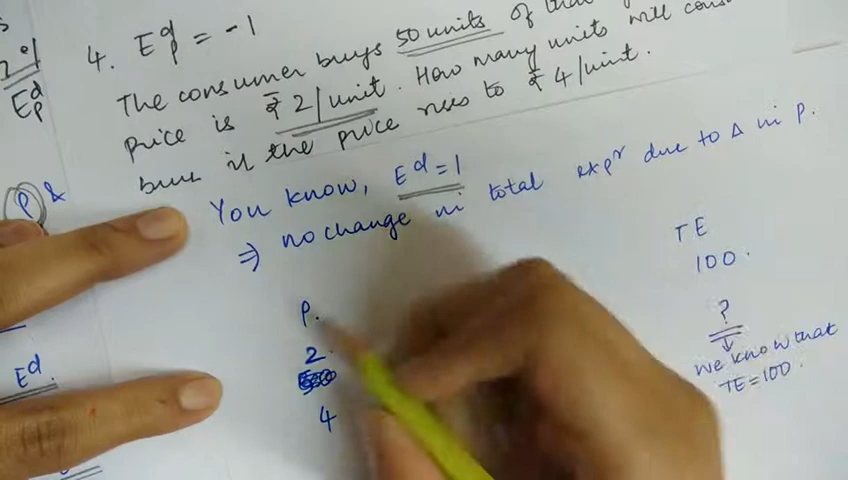 4. Edp = -1
The consumer buys 50 units of that
price is ₹ 2/unit. How many units will
buy if the price rises to ₹ 4/unit.
You know, Ed = 1
⇒ no change in total expr due to Δ in p.
P.
TE
2.
100.
4
?
we know that
TE = 100.
Edp
P &
Ed.